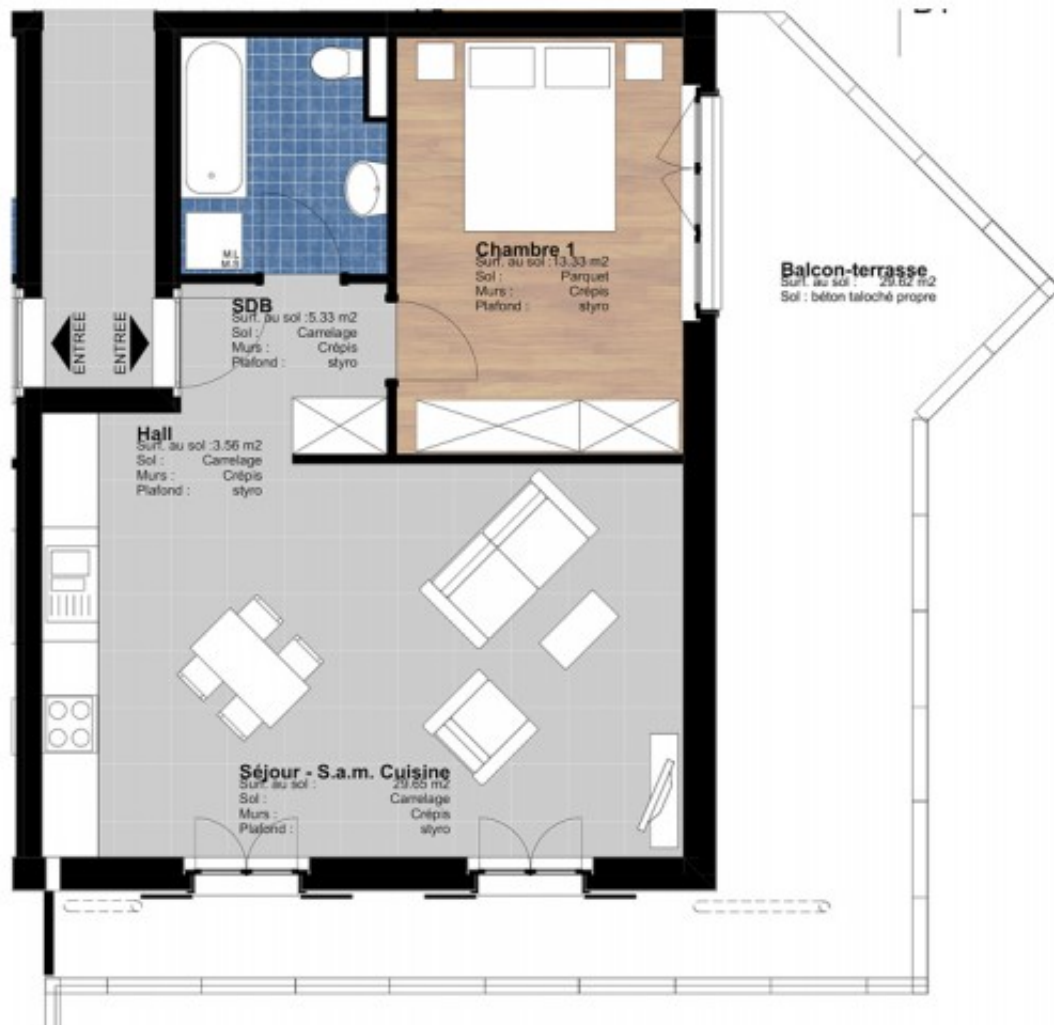 Chambre 1
Surf. au sol : 13.33 m2
Sol : Parquet
Murs : Crépis
Plafond : styro
Balcon-terrasse
Surf. au sol : 29.62 m2
Sol : béton taloché propre
M.L
M.S
SDB
Surf. au sol : 5.33 m2
Sol : Carrelage
Murs : Crépis
Plafond : styro
ENTREE
ENTREE
Hall
Surf. au sol : 3.56 m2
Sol : Carrelage
Murs : Crépis
Plafond : styro
Séjour - S.a.m. Cuisine
Surf. au sol : 29.65 m2
Sol : Carrelage
Murs : Crépis
Plafond : styro